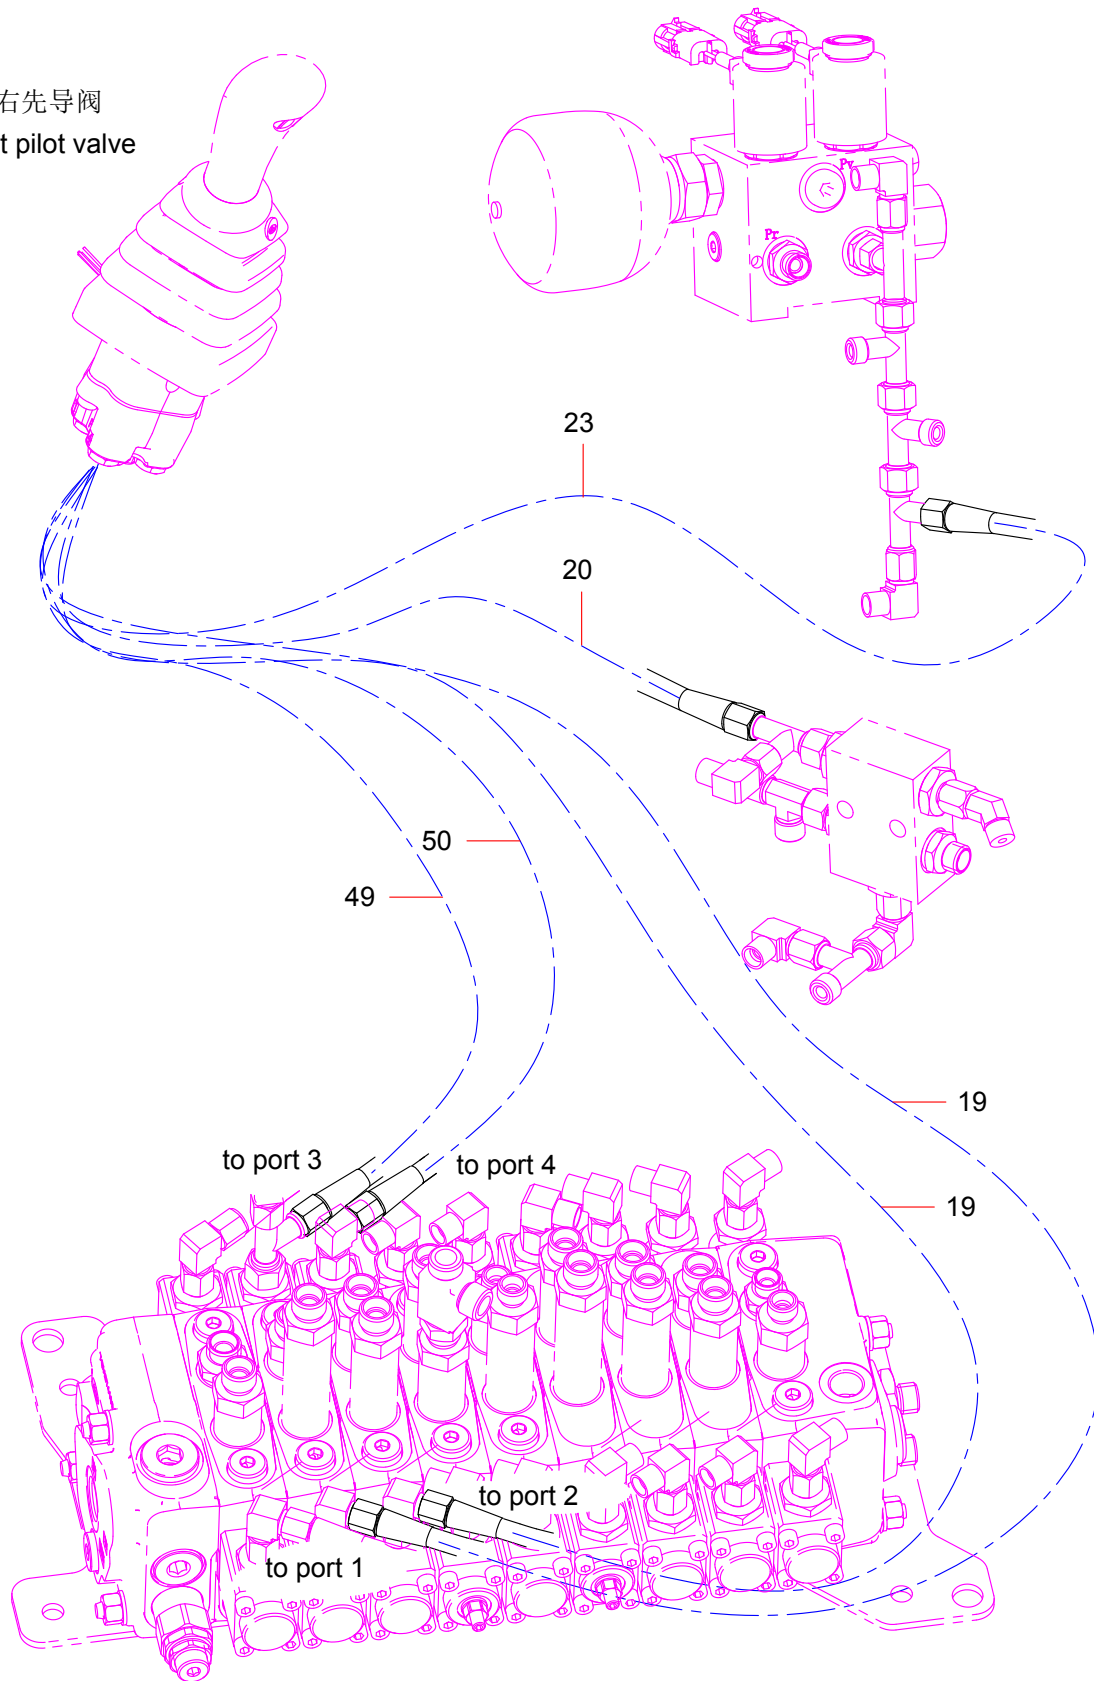 右先导阀
t pilot valve
Pv
Pr
23
20
50
49
19
19
to port 3
to port 4
to port 2
to port 1